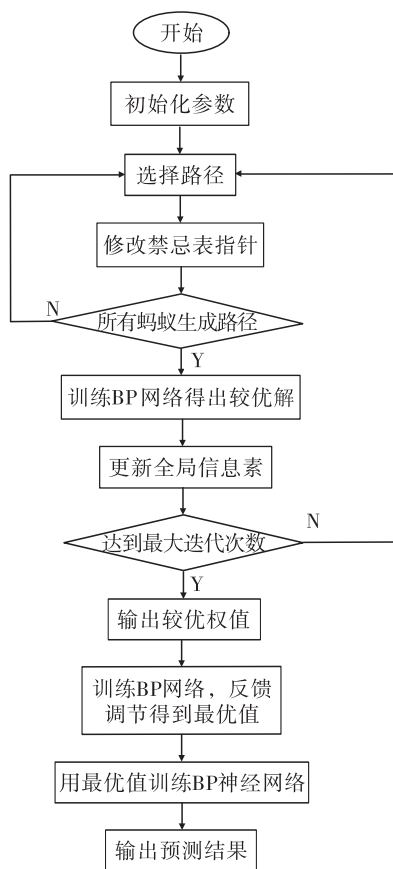 开始
初始化参数
选择路径
修改禁忌表指针
N
所有蚂蚁生成路径
Y
训练BP网络得出较优解
更新全局信息素
N
达到最大迭代次数
Y
输出较优权值
训练BP网络，反馈
调节得到最优值
用最优值训练BP神经网络
输出预测结果